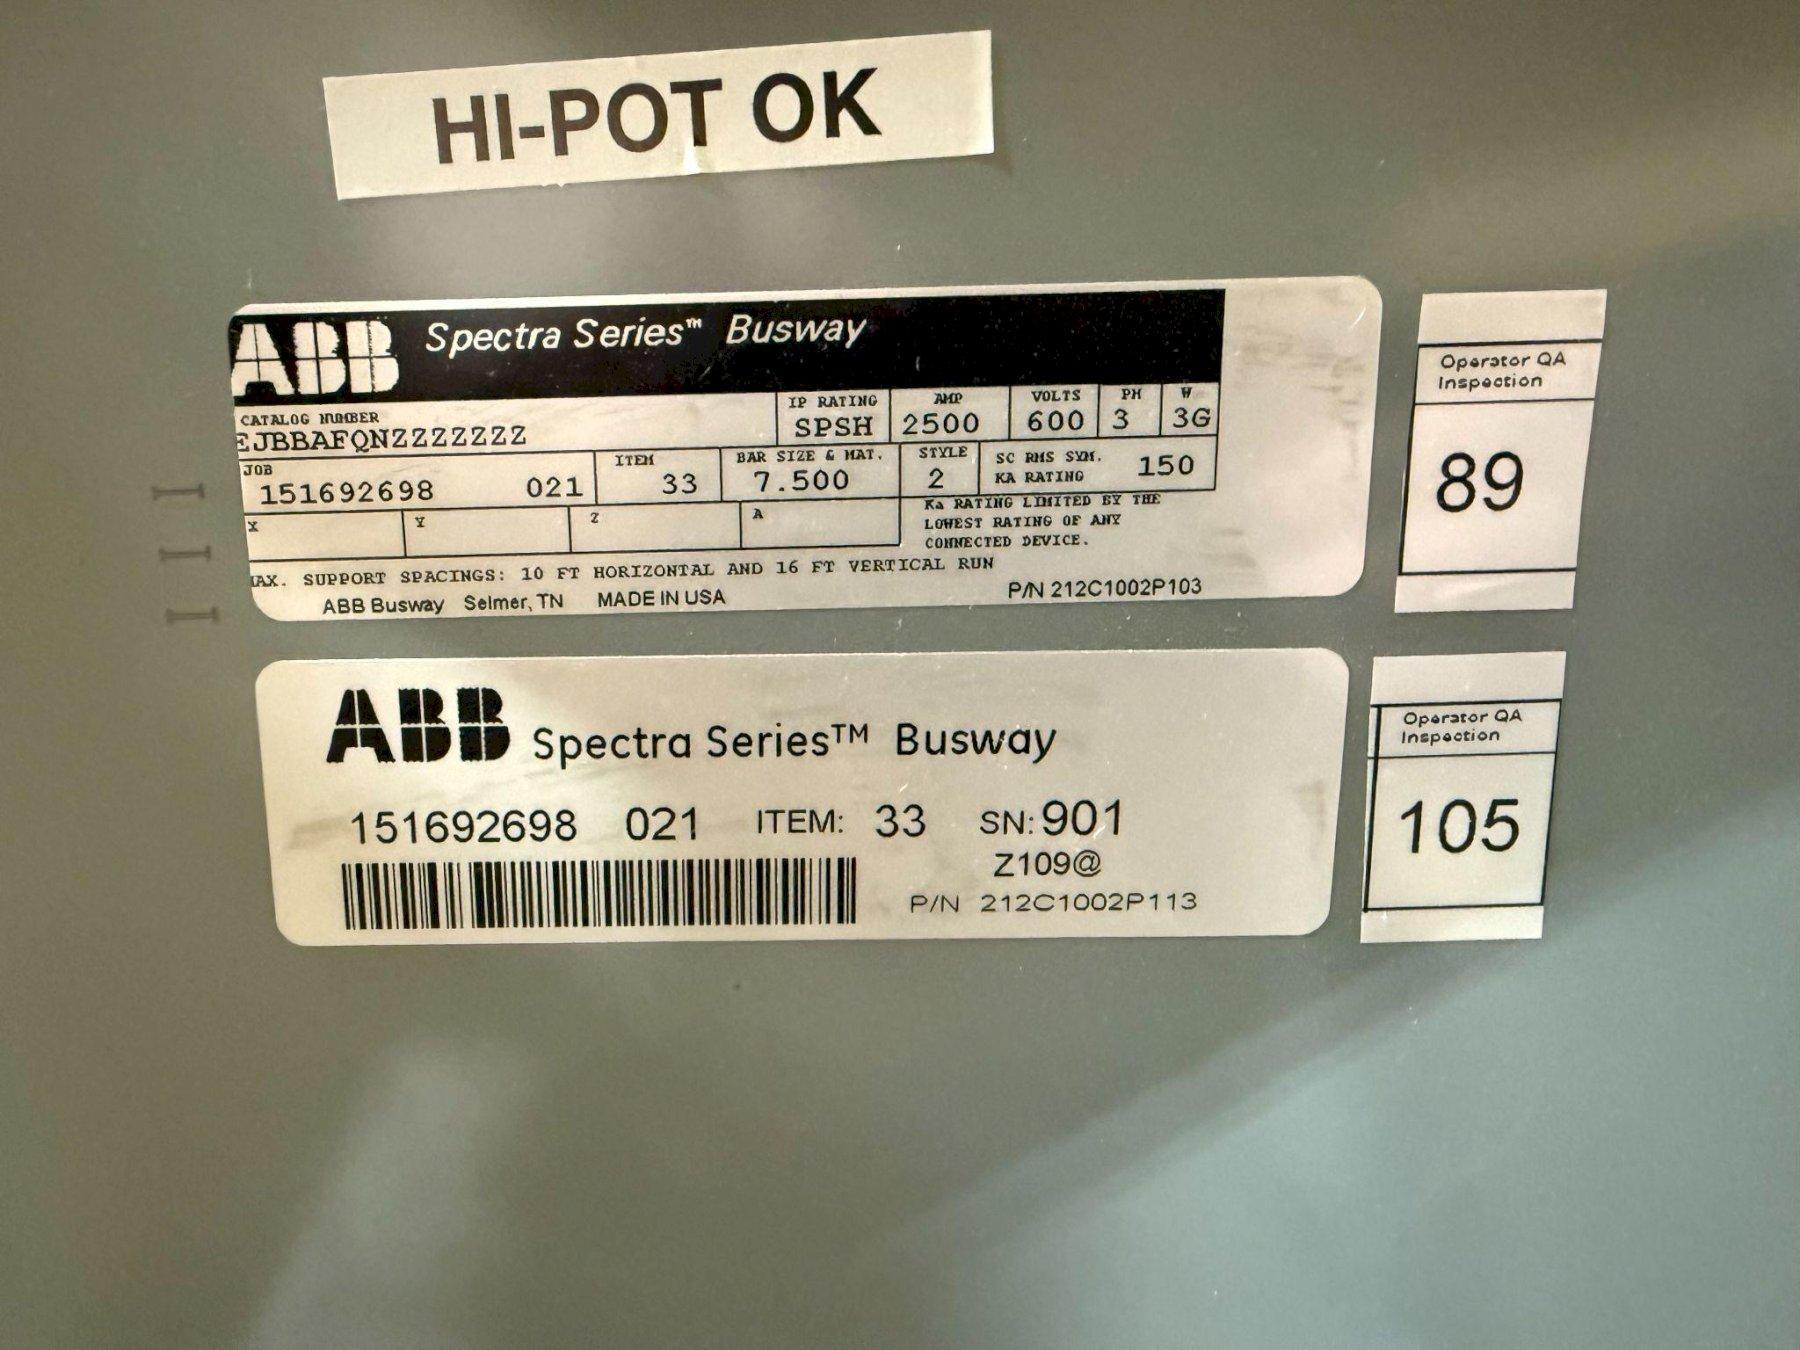 HI-POT OK
ABB Spectra Series™ Busway
CATALOG NUMBER
EJBBAFQNZZZZZZZ
IP RATING
SPSH
AMP
2500
VOLTS
600
PH
3
W
3G
JOB
151692698 021
ITEM
33
BAR SIZE & MAT.
7.500
STYLE
2
SC RMS SYM.
KA RATING
150
X
Y
Z
A
Ka RATING LIMITED BY THE
LOWEST RATING OF ANY
CONNECTED DEVICE.
AX. SUPPORT SPACINGS: 10 FT HORIZONTAL AND 16 FT VERTICAL RUN
ABB Busway Selmer, TN MADE IN USA
P/N 212C1002P103
Operator QA
Inspection
89
ABB Spectra Series™ Busway
151692698 021 ITEM: 33 SN: 901
Z109@
P/N 212C1002P113
Operator QA
Inspection
105